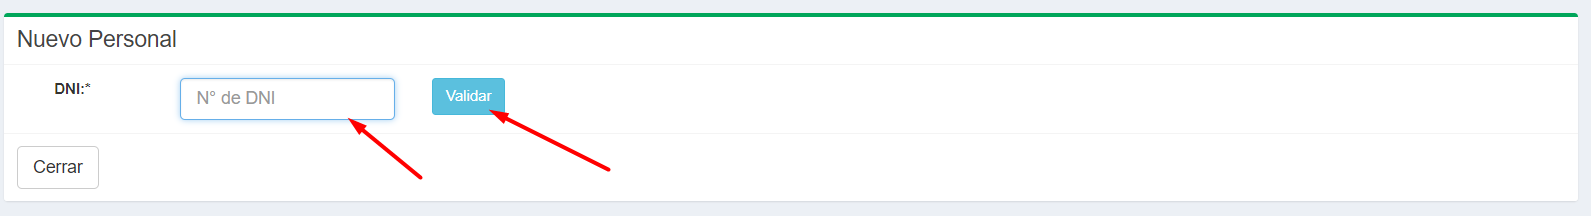 Nuevo Personal
DNI:* N° de DNI Validar
Cerrar